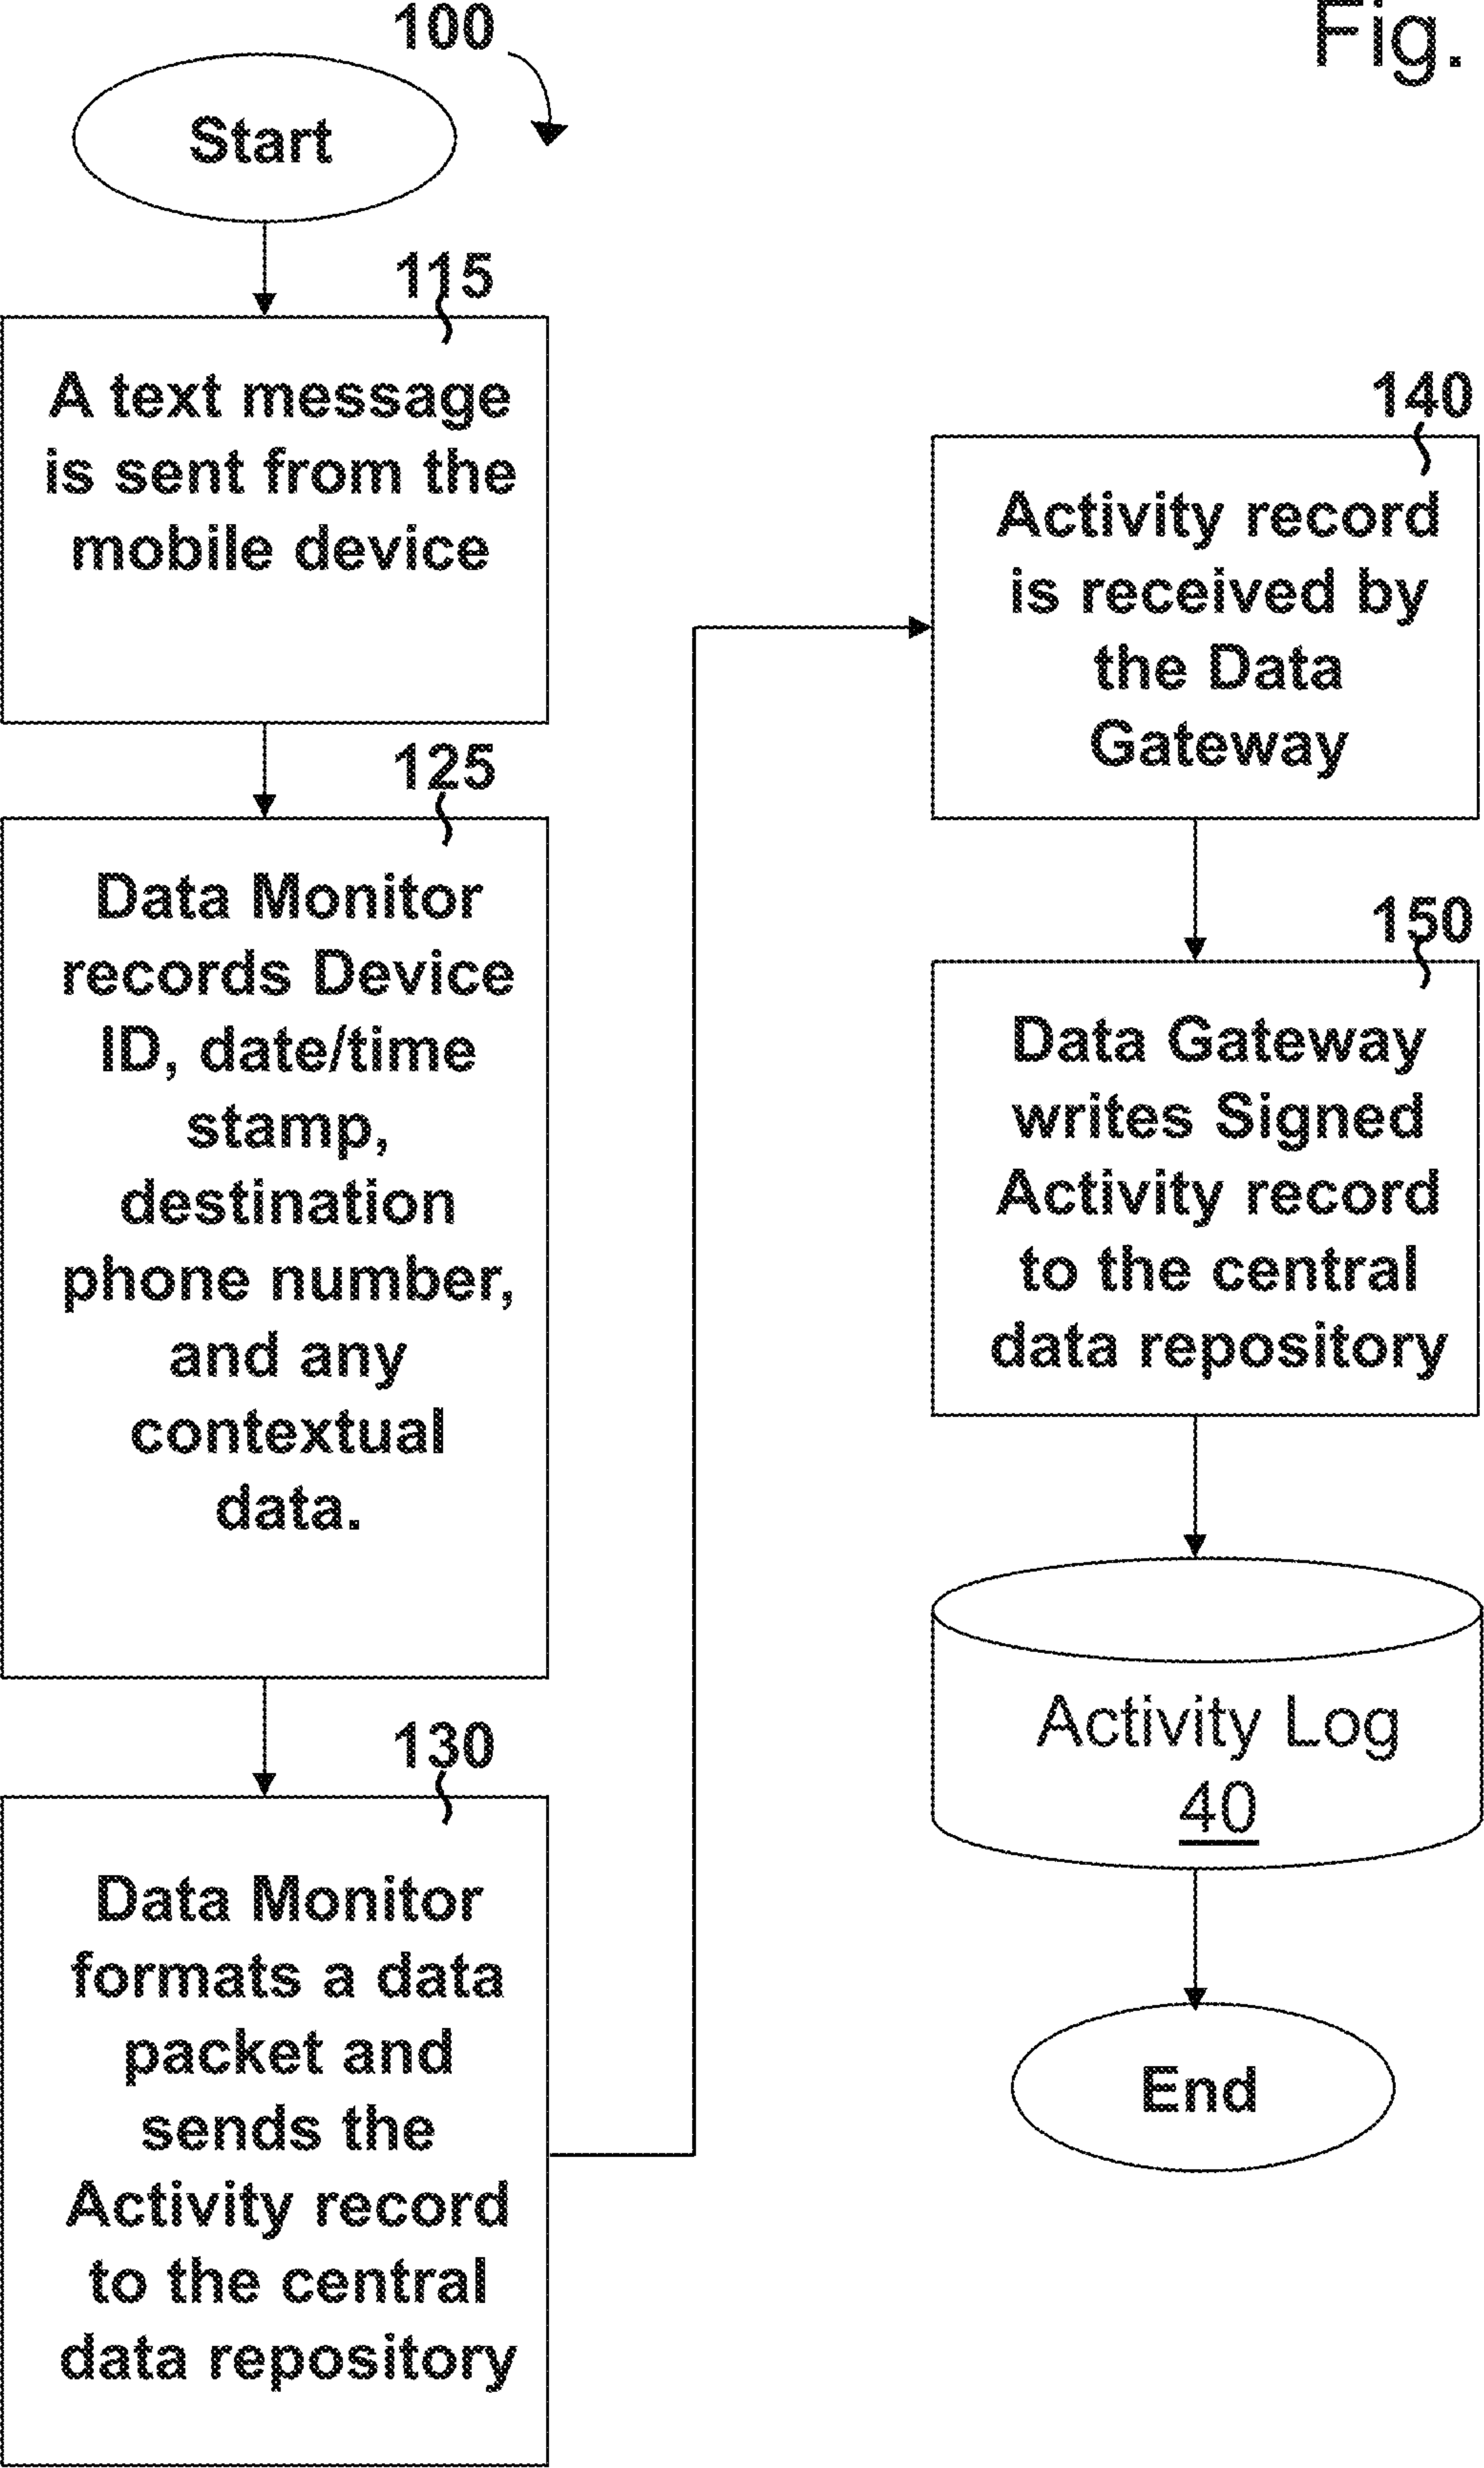 100
Fig.
Start
115
A text message
is sent from the
mobile device
125
Data Monitor
records Device
ID, date/time
stamp,
destination
phone number,
and any
contextual
data.
130
Data Monitor
formats a data
packet and
sends the
Activity record
to the central
data repository
140
Activity record
is received by
the Data
Gateway
150
Data Gateway
writes Signed
Activity record
to the central
data repository
Activity Log
40
End